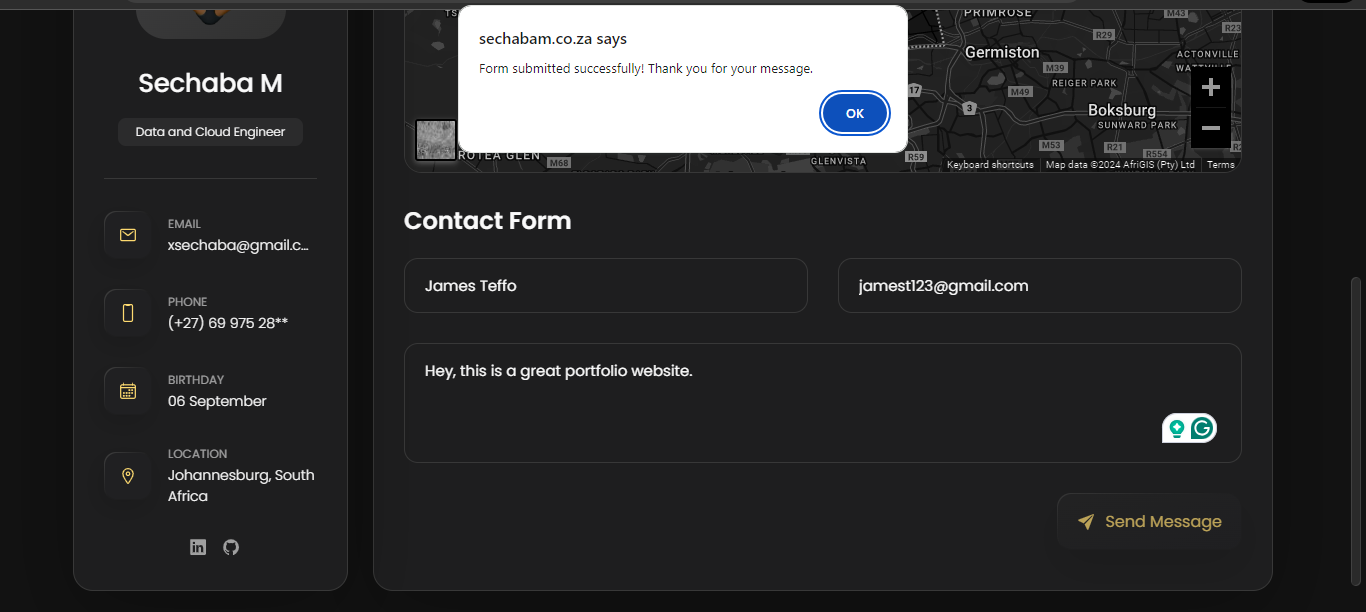 sechabam.co.za says
Form submitted successfully! Thank you for your message.
OK
Sechaba M
Data and Cloud Engineer
EMAIL
xsechaba@gmail.c...
PHONE
(+27) 69 975 28**
BIRTHDAY
06 September
LOCATION
Johannesburg, South
Africa
PRIMROSE
M43
R23
R29
Germiston
ACTONVILLE
M39
REIGER PARK
17
M49
3
Boksburg
SUNWARD PARK
ROTEA GLEN
M68
GLENVISTA
R59
M53
R21
R554
Keyboard shortcuts
Map data ©2024 AfriGIS (Pty) Ltd
Terms
Contact Form
James Teffo
jamest123@gmail.com
Hey, this is a great portfolio website.
Send Message